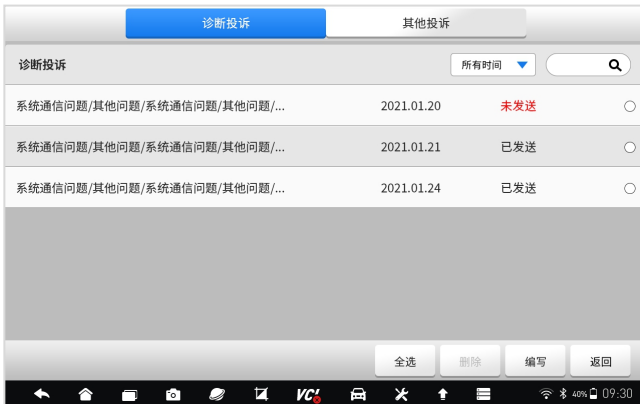 诊断投诉 其他投诉
诊断投诉 所有时间
系统通信问题/其他问题/系统通信问题/其他问题/... 2021.01.20 未发送
系统通信问题/其他问题/系统通信问题/其他问题/... 2021.01.21 已发送
系统通信问题/其他问题/系统通信问题/其他问题/... 2021.01.24 已发送
全选 删除 编写 返回
VCI 40% 09:30